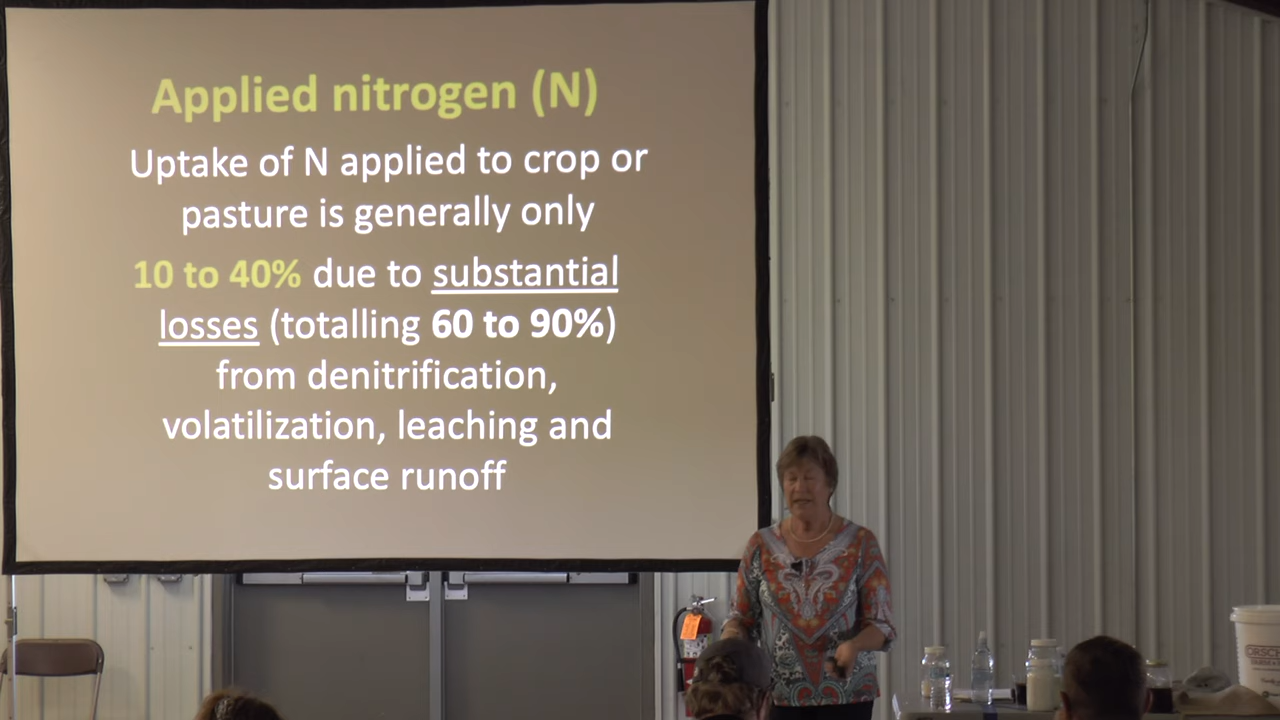 Applied nitrogen (N)
Uptake of N applied to crop or
pasture is generally only
10 to 40% due to substantial
losses (totalling 60 to 90%)
from denitrification,
volatilization, leaching and
surface runoff